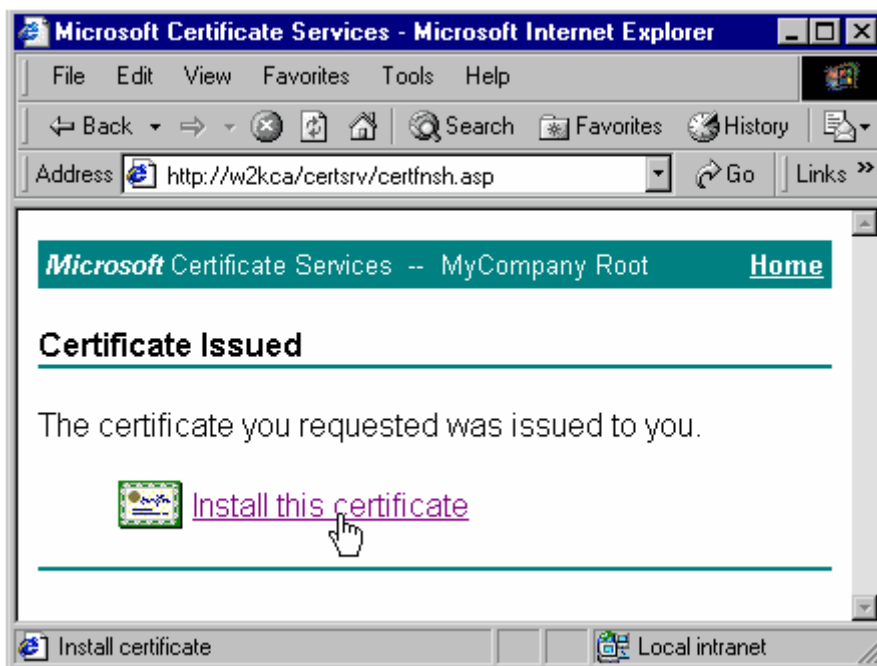 Microsoft Certificate Services - Microsoft Internet Explorer
File Edit View Favorites Tools Help
Back Search Favorites History
Address http://w2kca/certsrv/certfnsh.asp Go Links »
Microsoft Certificate Services -- MyCompany Root Home
Certificate Issued
The certificate you requested was issued to you.
Install this certificate
Install certificate Local intranet